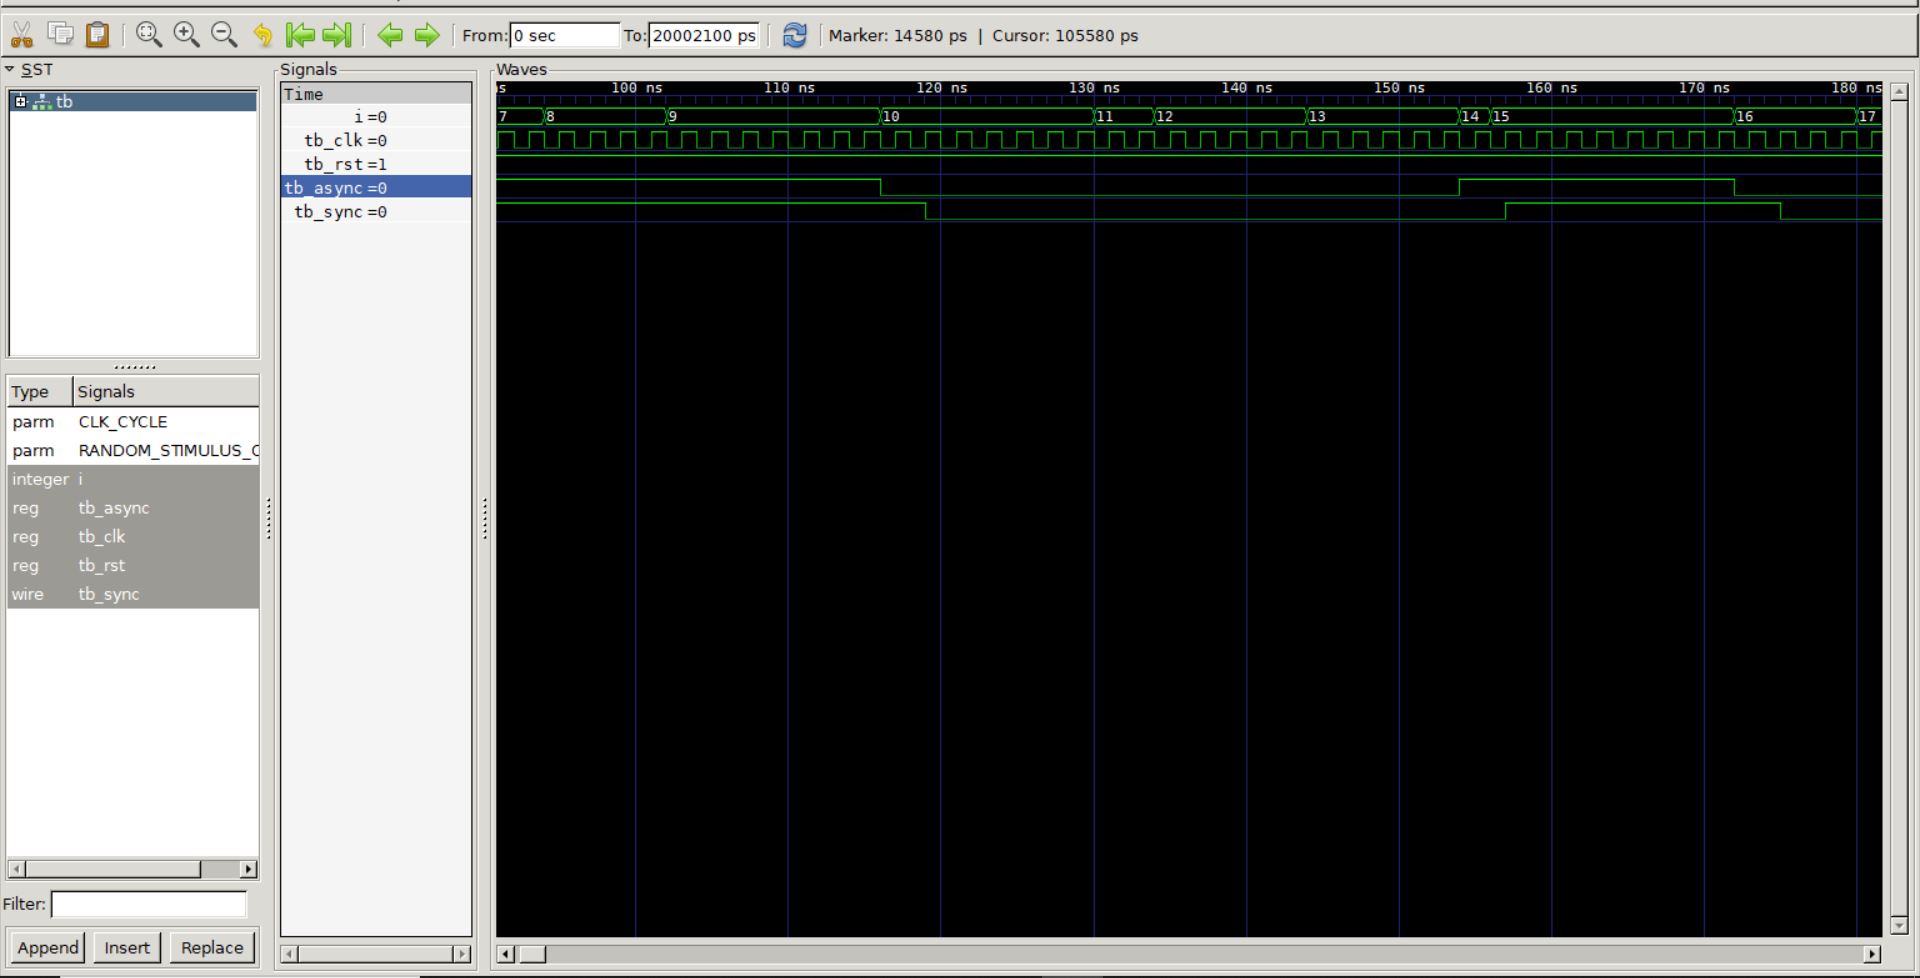 From: 0 sec To: 20002100 ps Marker: 14580 ps | Cursor: 105580 ps
SST
tb
Type Signals
parm CLK_CYCLE
parm RANDOM_STIMULUS_C
integer i
reg tb_async
reg tb_clk
reg tb_rst
wire tb_sync
Filter:
Append Insert Replace
Signals
Time
i=0
tb_clk=0
tb_rst=1
tb_async=0
tb_sync=0
Waves
s 100 ns 110 ns 120 ns 130 ns 140 ns 150 ns 160 ns 170 ns 180 ns
7 8 9 10 11 12 13 14 15 16 17